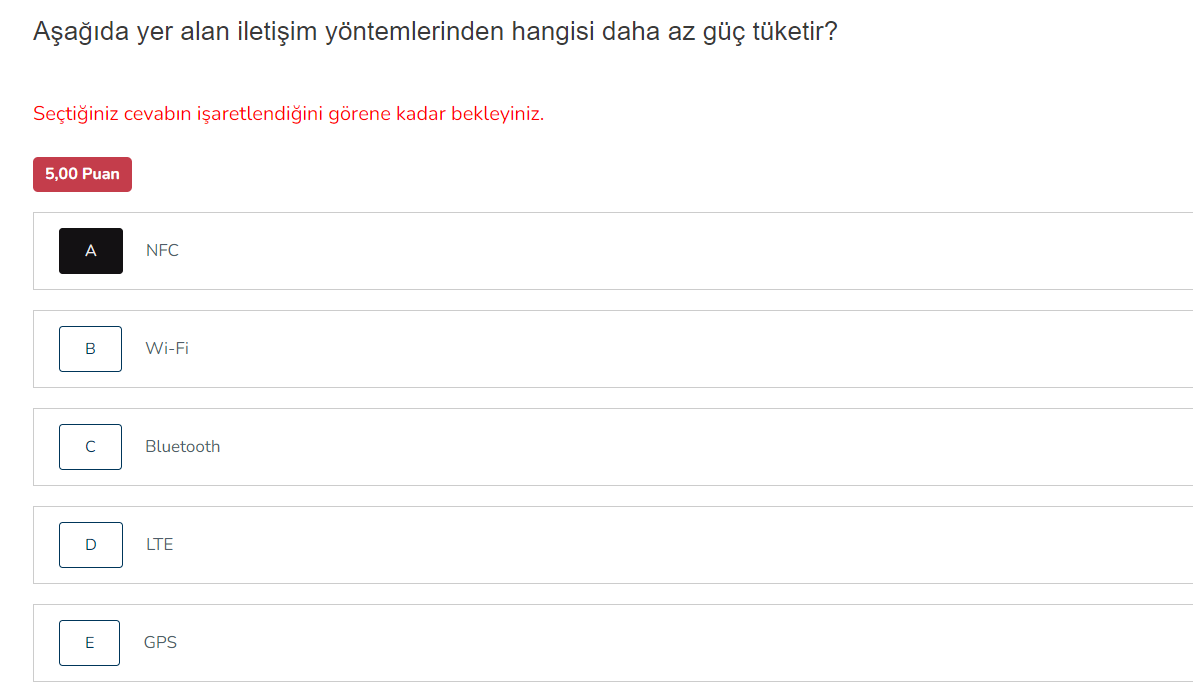 Aşağıda yer alan iletişim yöntemlerinden hangisi daha az güç tüketir?
Seçtiğiniz cevabın işaretlendiğini görene kadar bekleyiniz.
5,00 Puan
A NFC
B Wi-Fi
C Bluetooth
D LTE
E GPS